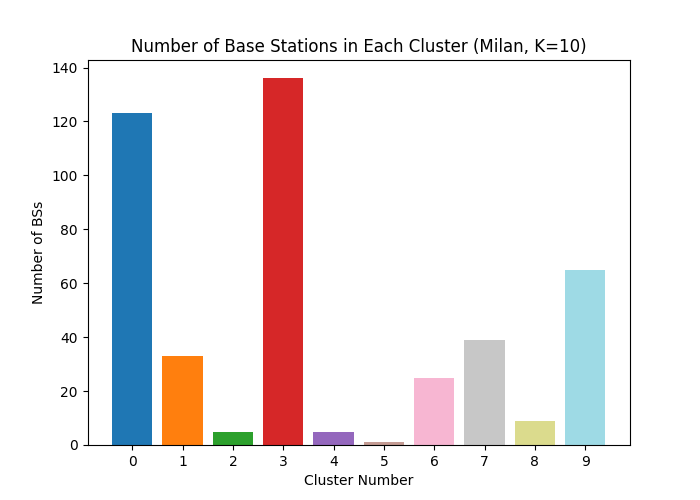 Number of Base Stations in Each Cluster (Milan, K=10)
140
120
100
80
60
40
20
0
Number of BSs
0 1 2 3 4 5 6 7 8 9
Cluster Number